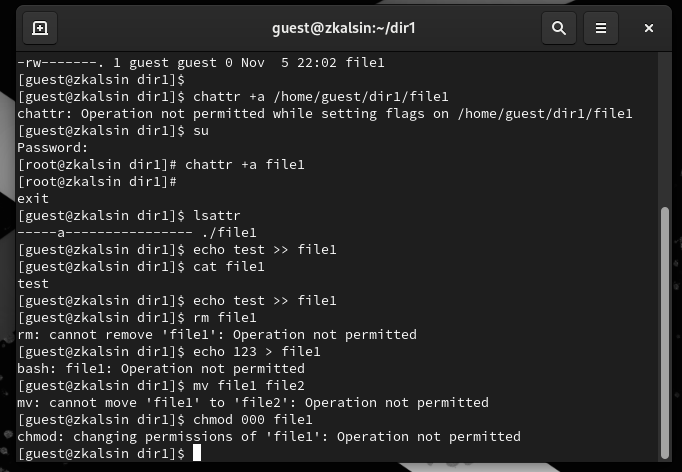 guest@zkalsin:~/dir1
-rw-------. 1 guest guest 0 Nov  5 22:02 file1
[guest@zkalsin dir1]$
[guest@zkalsin dir1]$ chattr +a /home/guest/dir1/file1
chattr: Operation not permitted while setting flags on /home/guest/dir1/file1
[guest@zkalsin dir1]$ su
Password:
[root@zkalsin dir1]# chattr +a file1
[root@zkalsin dir1]#
exit
[guest@zkalsin dir1]$ lsattr
-----a---------------- ./file1
[guest@zkalsin dir1]$ echo test >> file1
[guest@zkalsin dir1]$ cat file1
test
[guest@zkalsin dir1]$ echo test >> file1
[guest@zkalsin dir1]$ rm file1
rm: cannot remove 'file1': Operation not permitted
[guest@zkalsin dir1]$ echo 123 > file1
bash: file1: Operation not permitted
[guest@zkalsin dir1]$ mv file1 file2
mv: cannot move 'file1' to 'file2': Operation not permitted
[guest@zkalsin dir1]$ chmod 000 file1
chmod: changing permissions of 'file1': Operation not permitted
[guest@zkalsin dir1]$